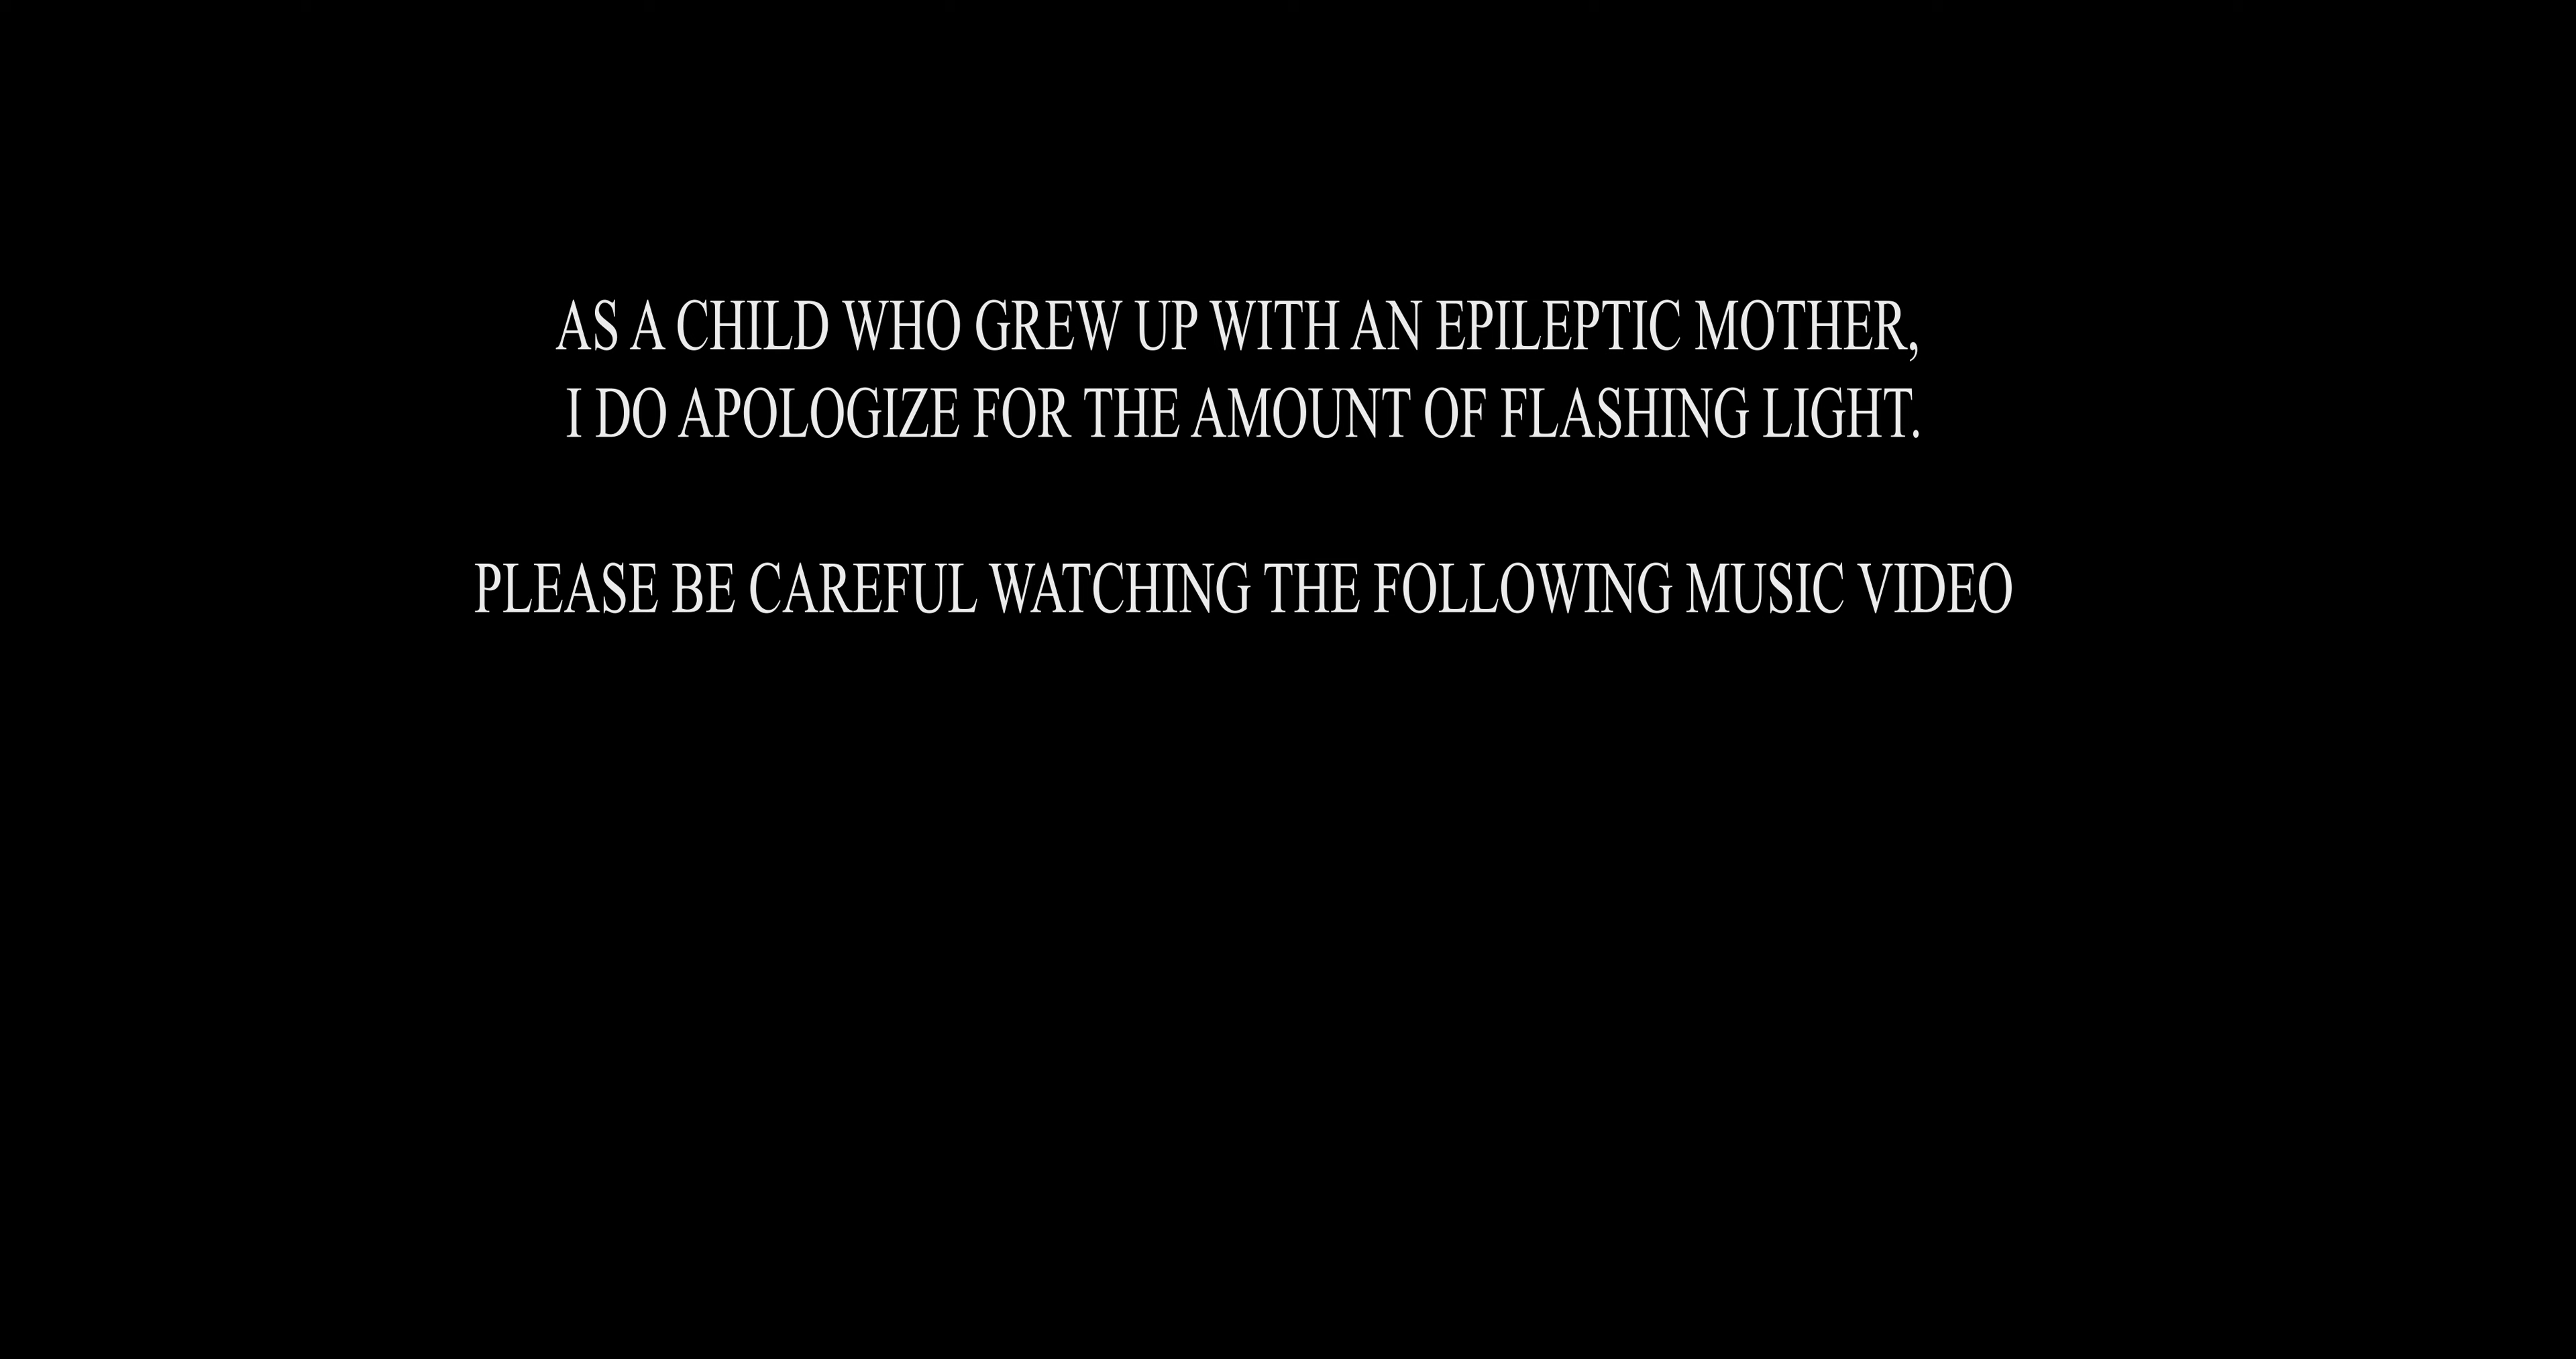 AS A CHILD WHO GREW UP WITH AN EPILEPTIC MOTHER,
I DO APOLOGIZE FOR THE AMOUNT OF FLASHING LIGHT.
PLEASE BE CAREFUL WATCHING THE FOLLOWING MUSIC VIDEO